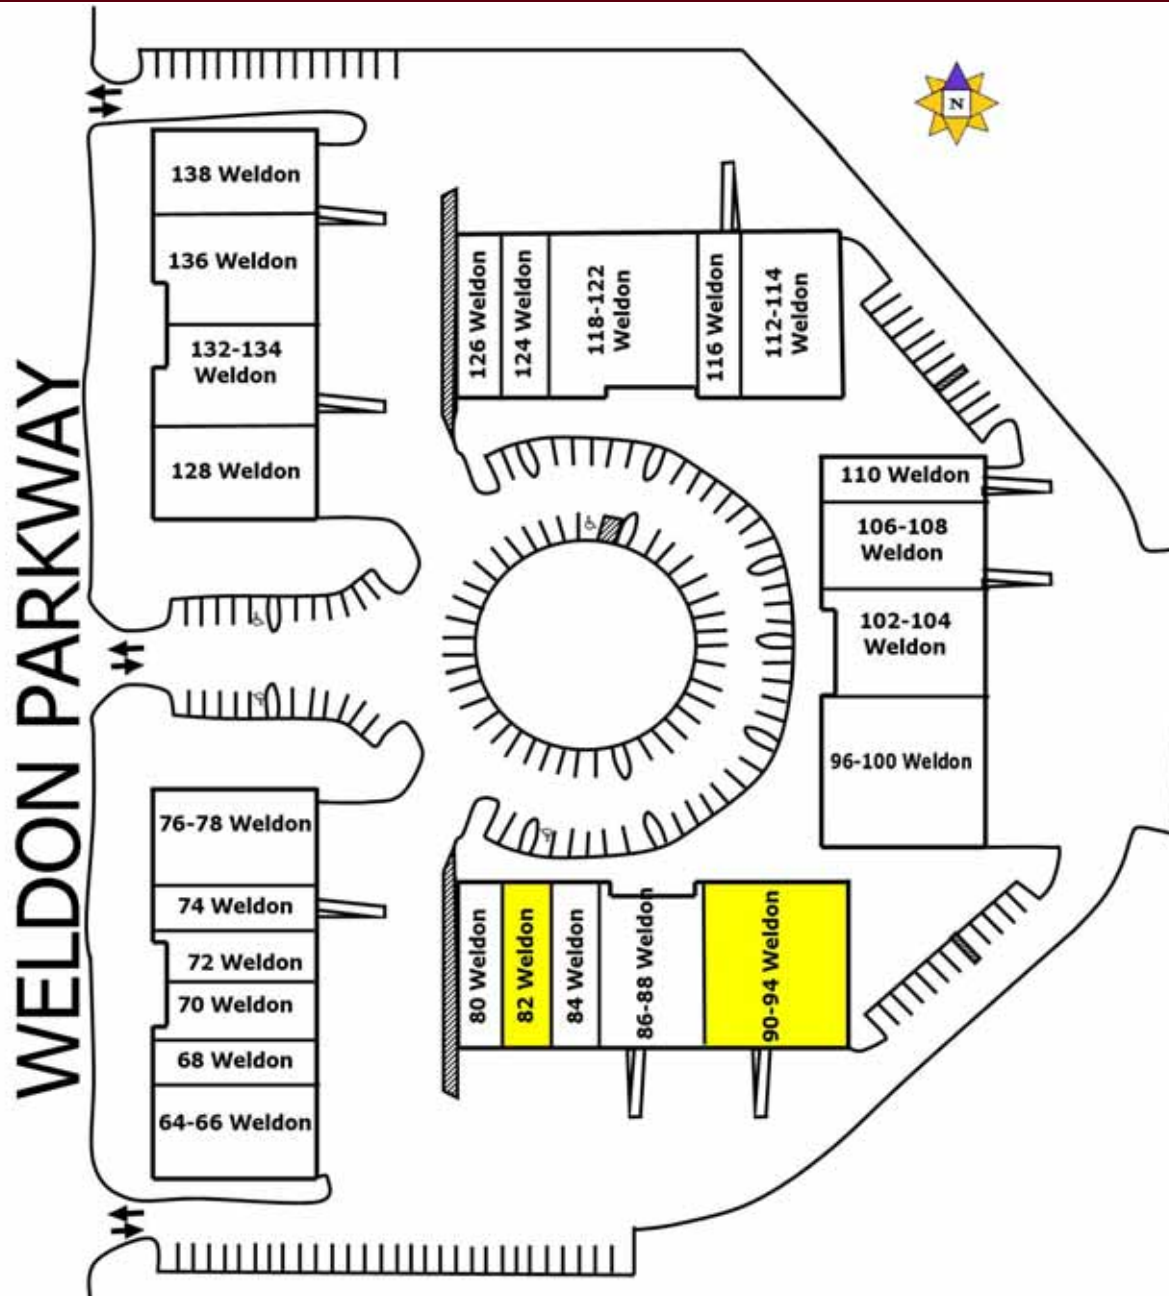 N
138 Weldon
136 Weldon
132-134
Weldon
128 Weldon
126 Weldon
124 Weldon
118-122
Weldon
116 Weldon
112-114
Weldon
110 Weldon
106-108
Weldon
102-104
Weldon
96-100 Weldon
WELDON PARKWAY
76-78 Weldon
74 Weldon
72 Weldon
70 Weldon
68 Weldon
64-66 Weldon
80 Weldon
82 Weldon
84 Weldon
86-88 Weldon
90-94 Weldon